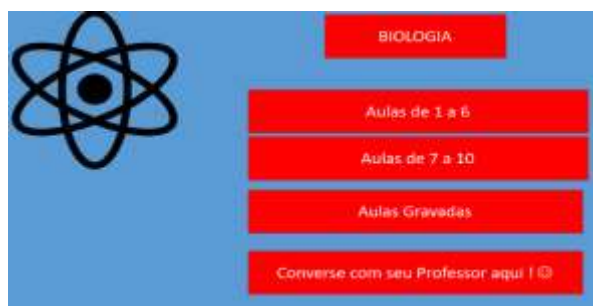 BIOLOGIA
Aulas de 1 a 6
Aulas de 7 a 10
Aulas Gravadas
Converse com seu Professor aqui ! ☺